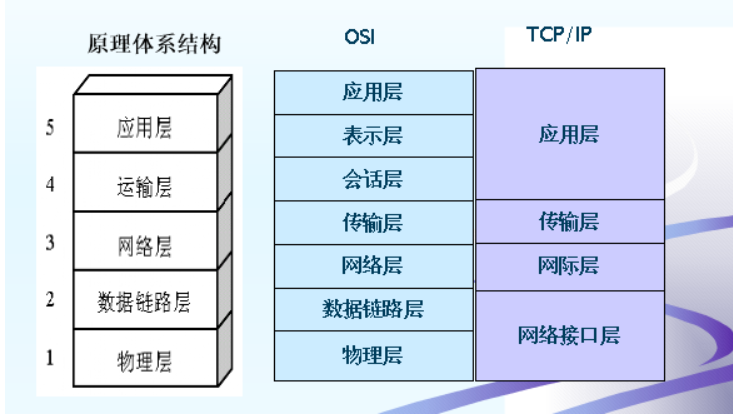 原理体系结构
5 应用层
4 运输层
3 网络层
2 数据链路层
1 物理层
OSI
应用层
表示层
会话层
传输层
网络层
数据链路层
物理层
TCP/IP
应用层
传输层
网际层
网络接口层